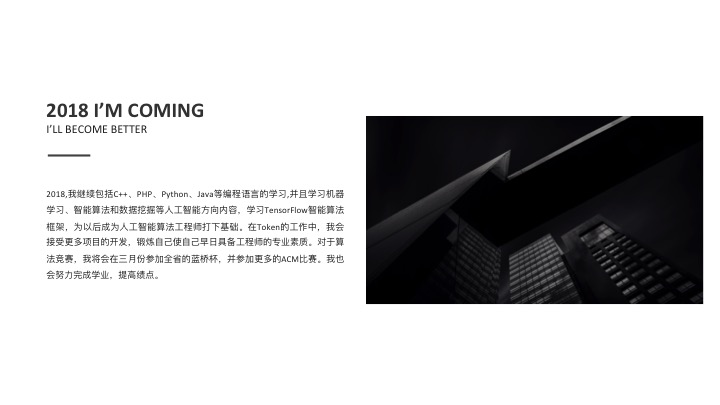 2018 I’M COMING
I’LL BECOME BETTER
2018,我继续包括C++、PHP、Python、Java等编程语言的学习,并且学习机器
学习、智能算法和数据挖掘等人工智能方向内容，学习TensorFlow智能算法
框架，为以后成为人工智能算法工程师打下基础。在Token的工作中，我会
接受更多项目的开发，锻炼自己使自己早日具备工程师的专业素质。对于算
法竞赛，我将会在三月份参加全省的蓝桥杯，并参加更多的ACM比赛。我也
会努力完成学业，提高绩点。